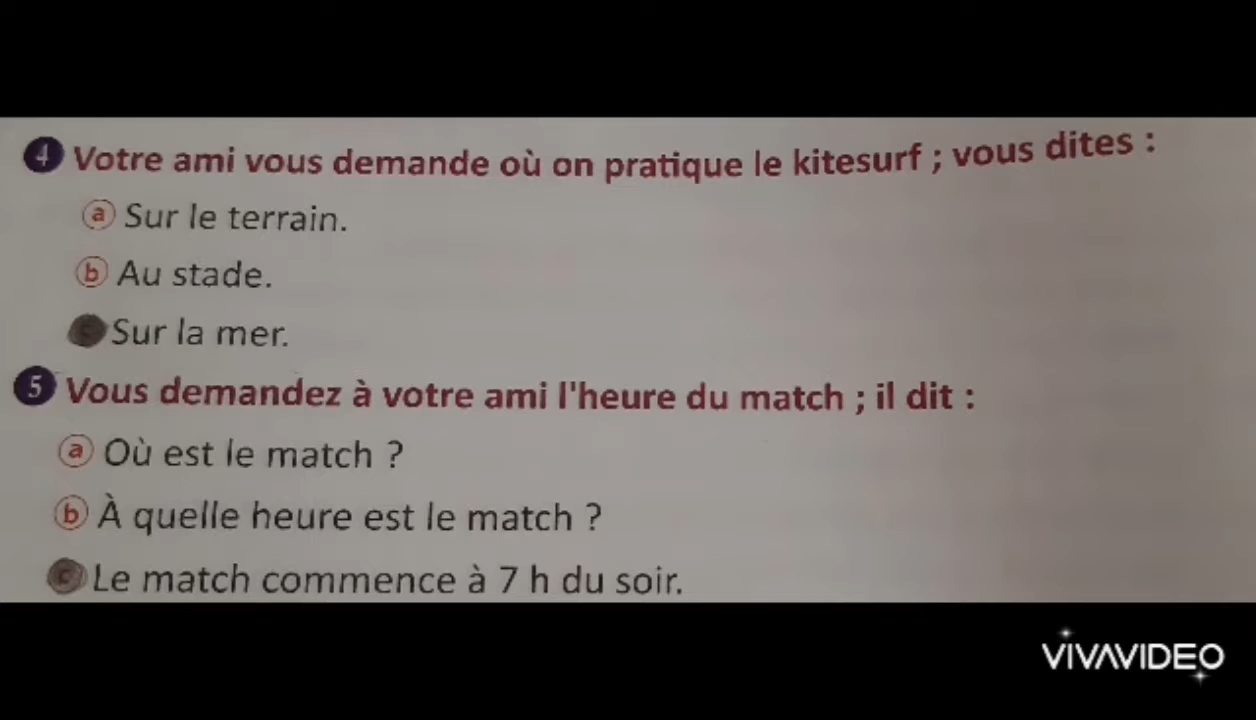 4 Votre ami vous demande où on pratique le kitesurf ; vous dites :
a Sur le terrain.
b Au stade.
c Sur la mer.
5 Vous demandez à votre ami l'heure du match ; il dit :
a Où est le match ?
b À quelle heure est le match ?
c Le match commence à 7 h du soir.
VIVAVIDEO